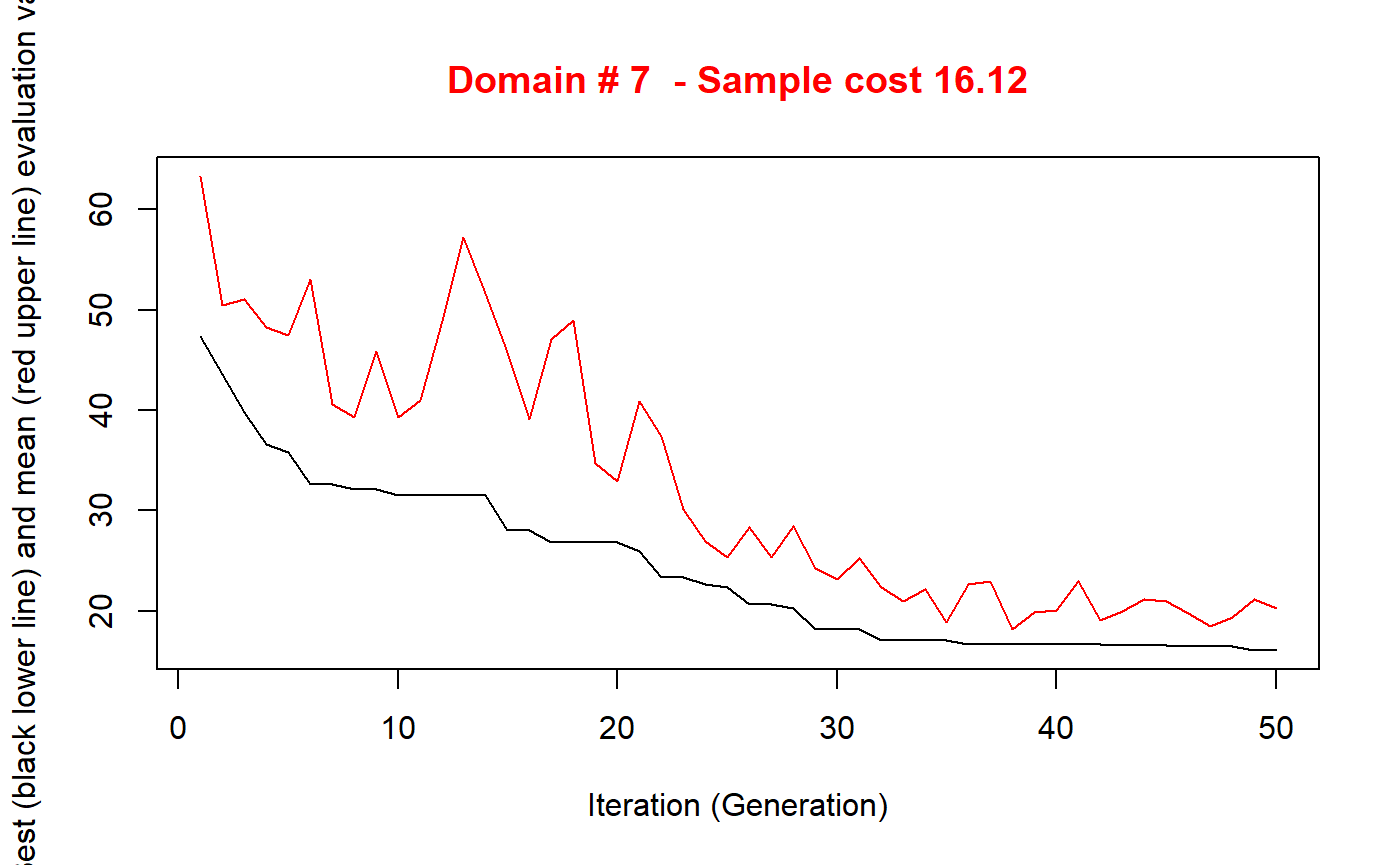 Domain # 7  - Sample cost 16.12
est (black lower line) and mean (red upper line) evaluation
60
50
40
30
20
0 10 20 30 40 50
Iteration (Generation)